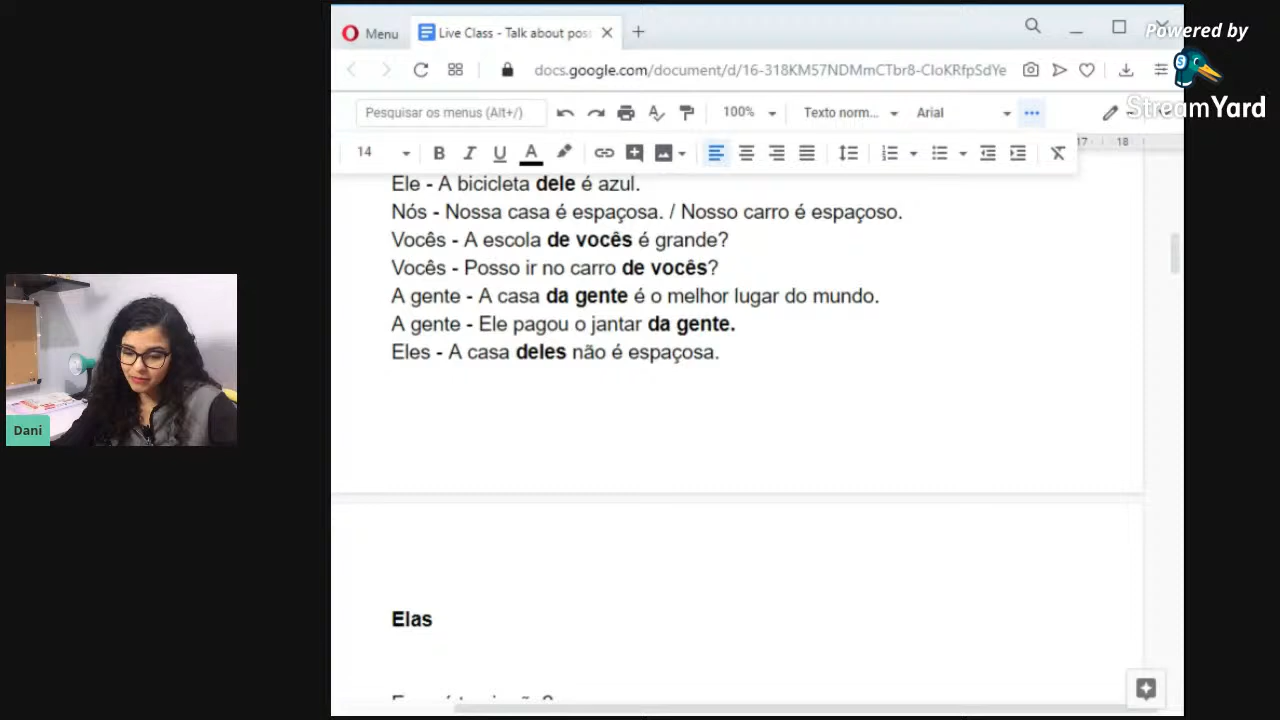 Powered by
StreamYard
Menu
Live Class - Talk about pos
docs.google.com/document/d/16-318KM57NDMmCTbr8-CIoKRfpSdYe
Pesquisar os menus (Alt+/)
100%
Texto norm...
Arial
14
17
18
Ele - A bicicleta dele é azul.
Nós - Nossa casa é espaçosa. / Nosso carro é espaçoso.
Vocês - A escola de vocês é grande?
Vocês - Posso ir no carro de vocês?
A gente - A casa da gente é o melhor lugar do mundo.
A gente - Ele pagou o jantar da gente.
Eles - A casa deles não é espaçosa.
Dani
Elas